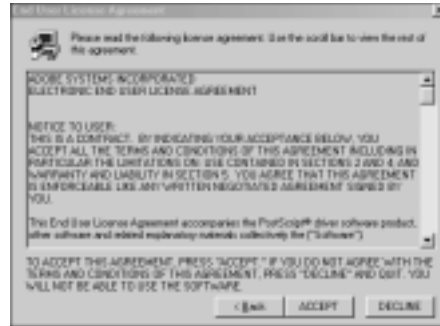 End User License Agreement
Please read the following license agreement. Use the scroll bar to view the rest of
this agreement.
ADOBE SYSTEMS INCORPORATED
ELECTRONIC END USER LICENSE AGREEMENT
NOTICE TO USER:
THIS IS A CONTRACT. BY INDICATING YOUR ACCEPTANCE BELOW, YOU
ACCEPT ALL THE TERMS AND CONDITIONS OF THIS AGREEMENT INCLUDING IN
PARTICULAR THE LIMITATIONS ON: USE CONTAINED IN SECTIONS 2 AND 4; AND
WARRANTY AND LIABILITY IN SECTION 5. YOU AGREE THAT THIS AGREEMENT
IS ENFORCEABLE LIKE ANY WRITTEN NEGOTIATED AGREEMENT SIGNED BY
YOU.
This End User License Agreement accompanies the PostScript® driver software product,
other software and related explanatory materials collectively the ("Software").
TO ACCEPT THIS AGREEMENT, PRESS "ACCEPT." IF YOU DO NOT AGREE WITH THE
TERMS AND CONDITIONS OF THIS AGREEMENT, PRESS "DECLINE" AND QUIT. YOU
WILL NOT BE ABLE TO USE THE SOFTWARE.
< Back ACCEPT DECLINE